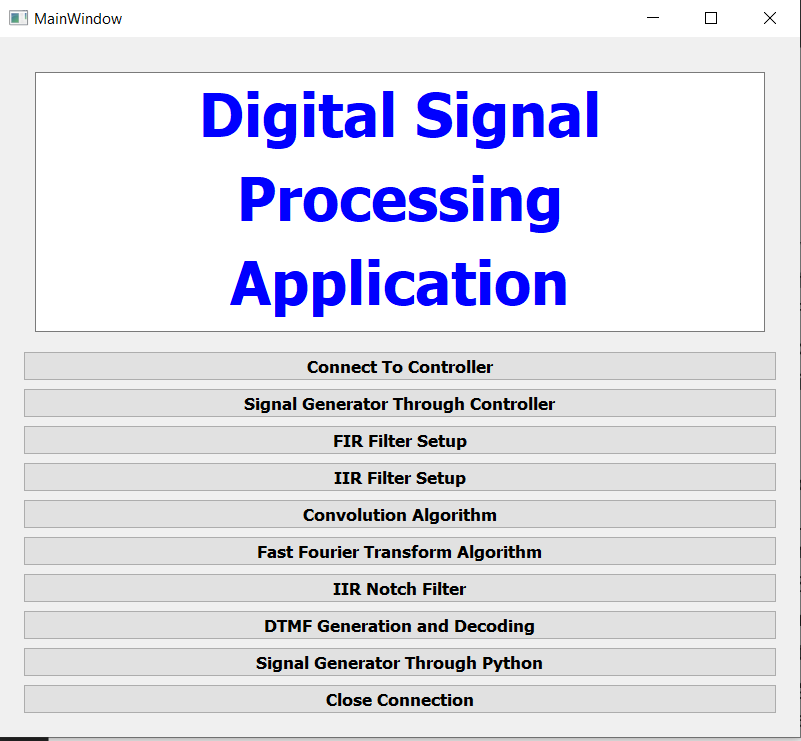 MainWindow
Digital Signal
Processing
Application
Connect To Controller
Signal Generator Through Controller
FIR Filter Setup
IIR Filter Setup
Convolution Algorithm
Fast Fourier Transform Algorithm
IIR Notch Filter
DTMF Generation and Decoding
Signal Generator Through Python
Close Connection